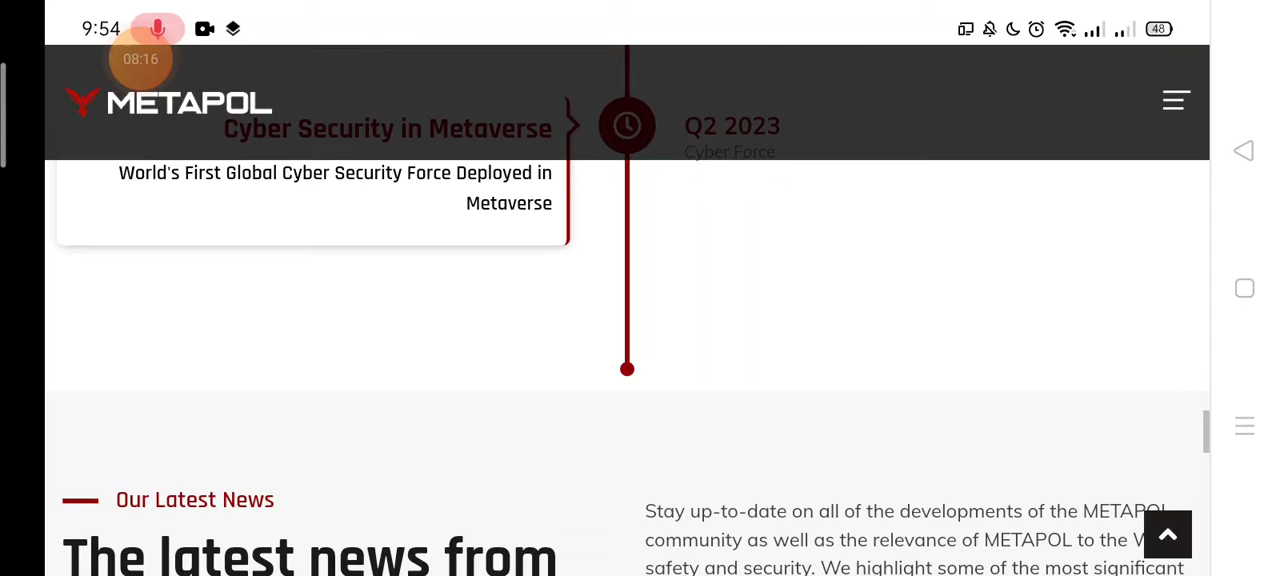 9:54
48
08:16
METAPOL
Cyber Security in Metaverse
Q2 2023
Cyber Force
World's First Global Cyber Security Force Deployed in
Metaverse
Our Latest News
The latest news from
Stay up-to-date on all of the developments of the METAPOL
community as well as the relevance of METAPOL to the
safety and security. We highlight some of the most significant